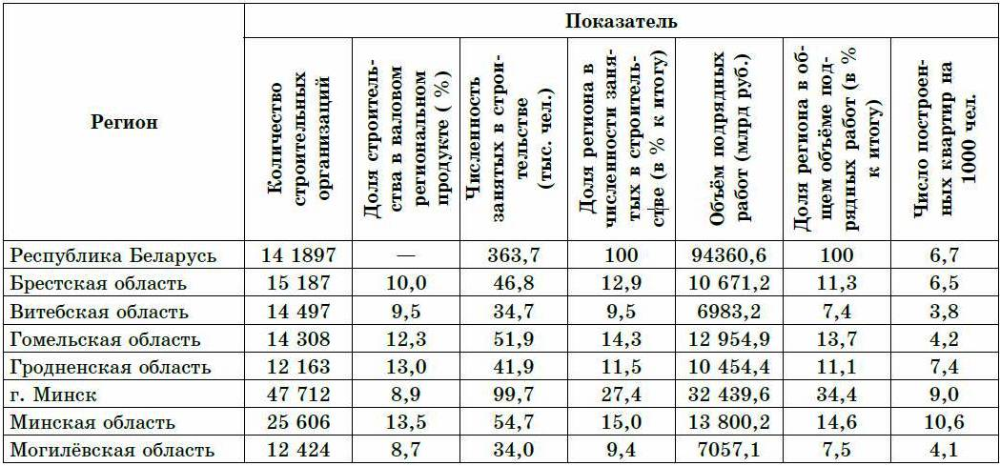 Регион
Показатель
Количество
строительных
организаций
Доля строитель-
ства в валовом
региональном
продукте ( %)
Численность
занятых в строи-
тельстве
(тыс. чел.)
Доля региона в
численности заня-
тых в строитель-
стве (в % к итогу)
Объём подрядных
работ (млрд руб.)
Доля региона в об-
щем объёме под-
рядных работ (в %
к итогу)
Число построен-
ных квартир на
1000 чел.
Республика Беларусь 14 1897 — 363,7 100 94360,6 100 6,7
Брестская область 15 187 10,0 46,8 12,9 10 671,2 11,3 6,5
Витебская область 14 497 9,5 34,7 9,5 6983,2 7,4 3,8
Гомельская область 14 308 12,3 51,9 14,3 12 954,9 13,7 4,2
Гродненская область 12 163 13,0 41,9 11,5 10 454,4 11,1 7,4
г. Минск 47 712 8,9 99,7 27,4 32 439,6 34,4 9,0
Минская область 25 606 13,5 54,7 15,0 13 800,2 14,6 10,6
Могилёвская область 12 424 8,7 34,0 9,4 7057,1 7,5 4,1